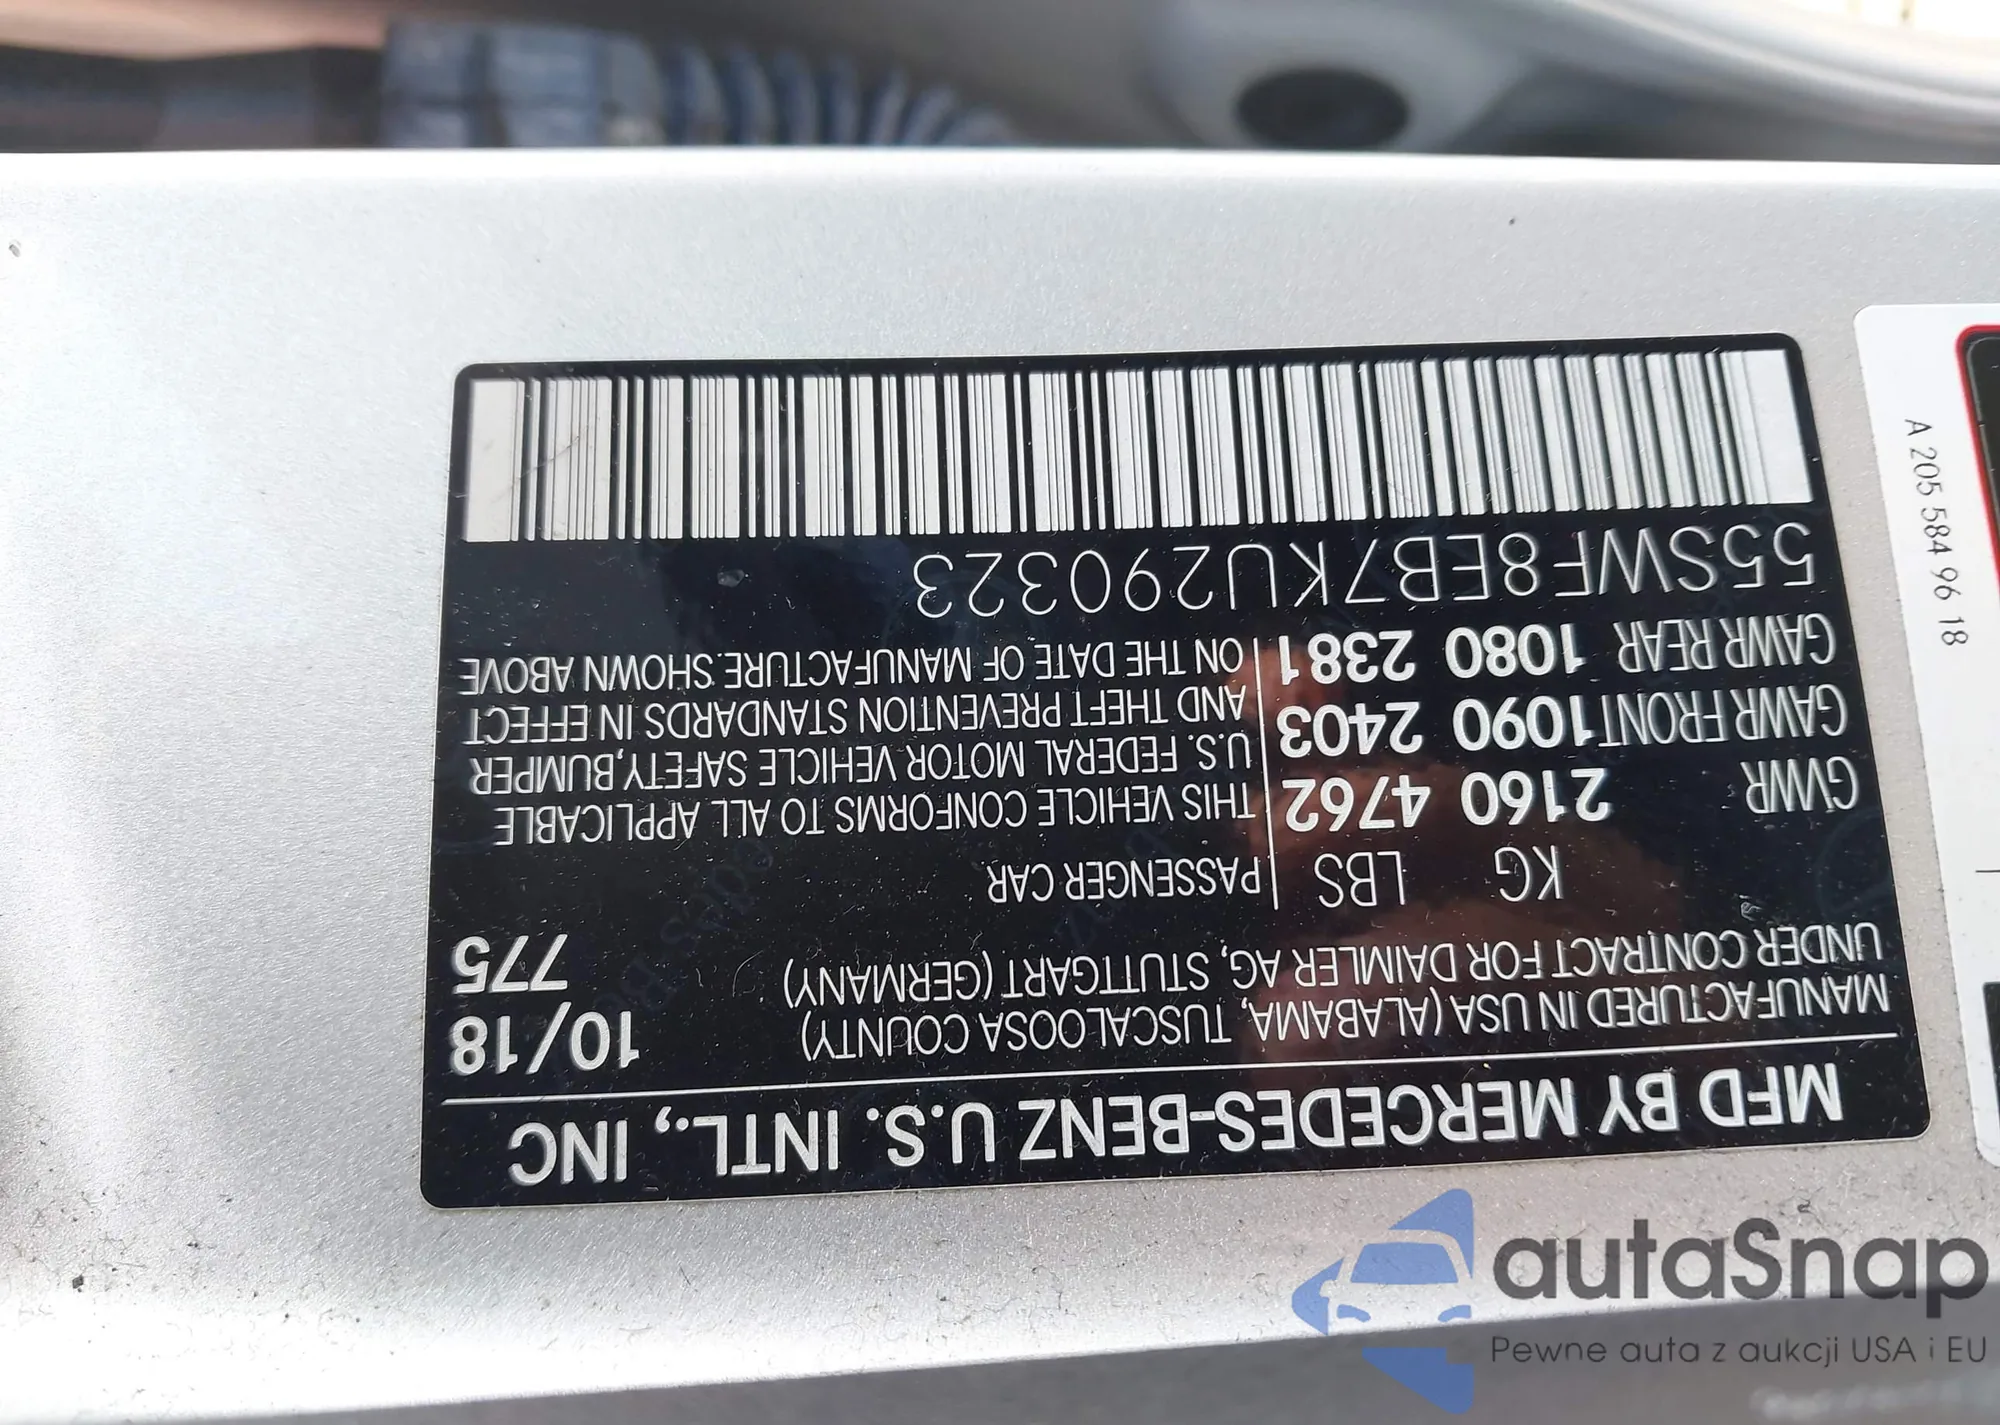 MFD BY MERCEDES-BENZ U.S. INTL., INC
MANUFACTURED IN USA (ALABAMA, TUSCALOOSA COUNTY)
UNDER CONTRACT FOR DAIMLER AG, STUTTGART (GERMANY)
10/18
775
KG LBS
GVWR 2160 4762
GAWR FRONT1090 2403
GAWR REAR 1080 2381
PASSENGER CAR
THIS VEHICLE CONFORMS TO ALL APPLICABLE
U.S. FEDERAL MOTOR VEHICLE SAFETY,BUMPER
AND THEFT PREVENTION STANDARDS IN EFFECT
ON THE DATE OF MANUFACTURE.SHOWN ABOVE
55SWF8EB7KU290323
A 205 584 96 18
autaSnap
Pewne auta z aukcji USA i EU